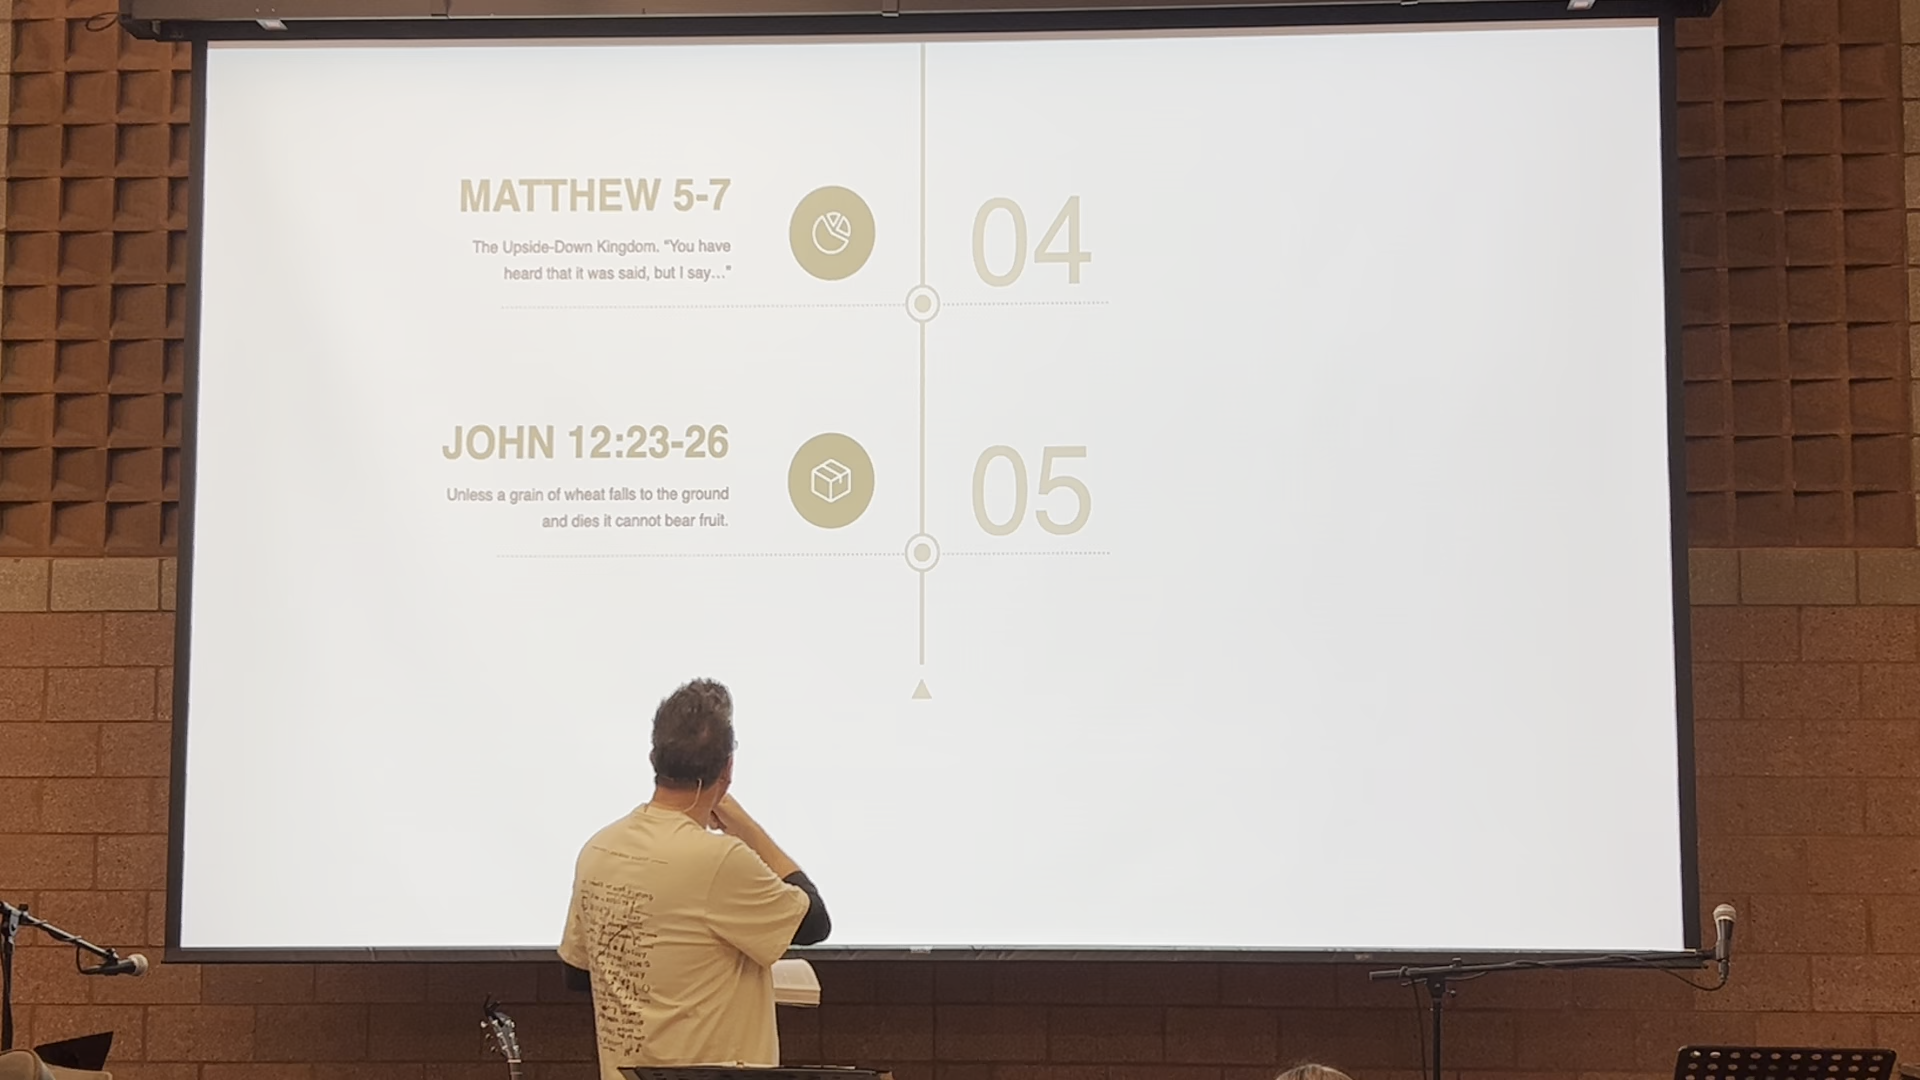 MATTHEW 5-7
The Upside-Down Kingdom. “You have
heard that it was said, but I say…”
04
JOHN 12:23-26
Unless a grain of wheat falls to the ground
and dies it cannot bear fruit.
05